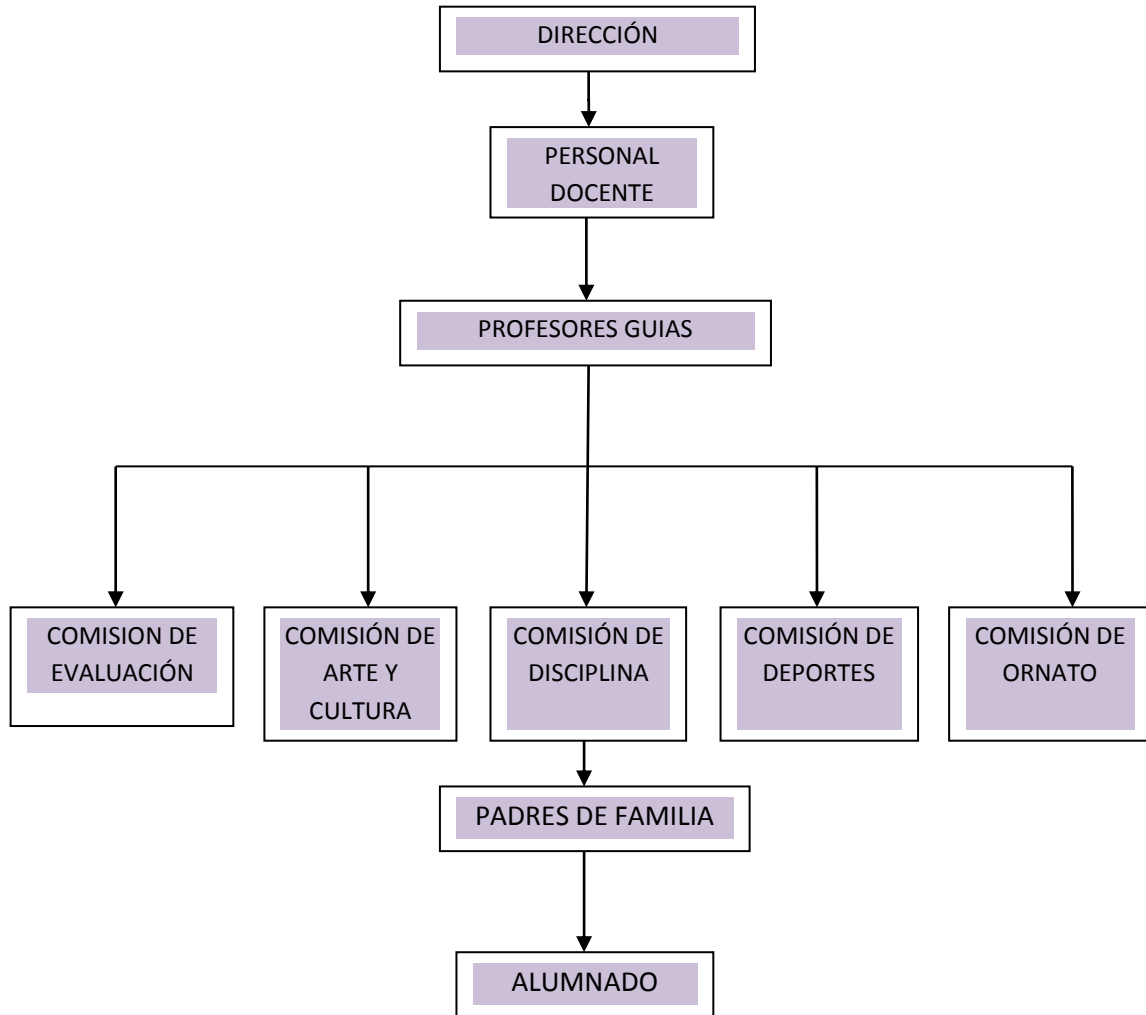 DIRECCIÓN
PERSONAL
DOCENTE
PROFESORES GUIAS
COMISION DE
EVALUACIÓN
COMISIÓN DE
ARTE Y
CULTURA
COMISIÓN DE
DISCIPLINA
COMISIÓN DE
DEPORTES
COMISIÓN DE
ORNATO
PADRES DE FAMILIA
ALUMNADO